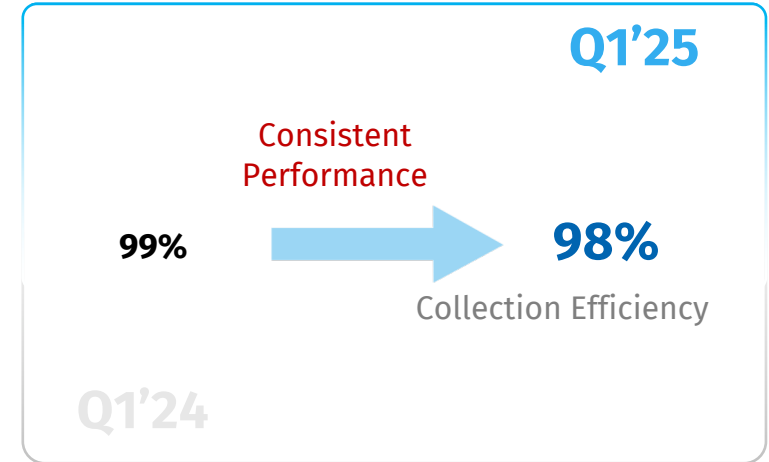 Q1’25
Consistent
Performance
99%
98%
Collection Efficiency
Q1’24